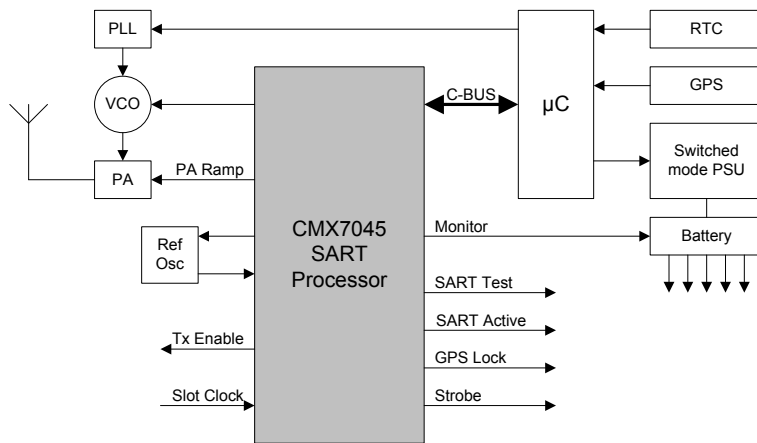 PLL
RTC
VCO
C-BUS
µC
GPS
PA
PA Ramp
Switched
mode PSU
CMX7045
SART
Processor
Ref
Osc
Monitor
Battery
SART Test
SART Active
Tx Enable
GPS Lock
Slot Clock
Strobe